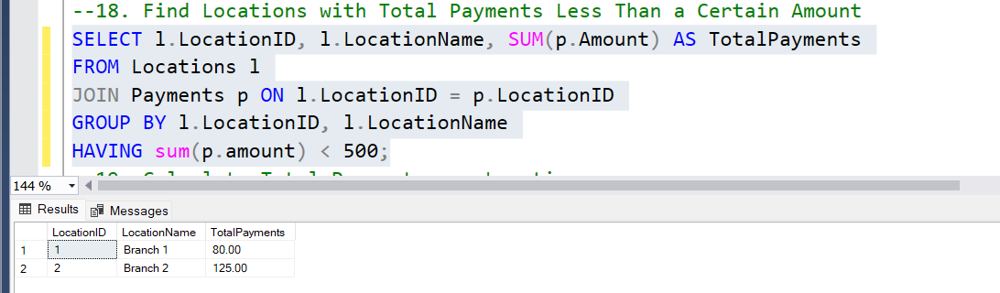 --18. Find Locations with Total Payments Less Than a Certain Amount
SELECT l.LocationID, l.LocationName, SUM(p.Amount) AS TotalPayments
FROM Locations l
JOIN Payments p ON l.LocationID = p.LocationID
GROUP BY l.LocationID, l.LocationName
HAVING sum(p.amount) < 500;
144 %
Results Messages
LocationID LocationName TotalPayments
1 1 Branch 1 80.00
2 2 Branch 2 125.00